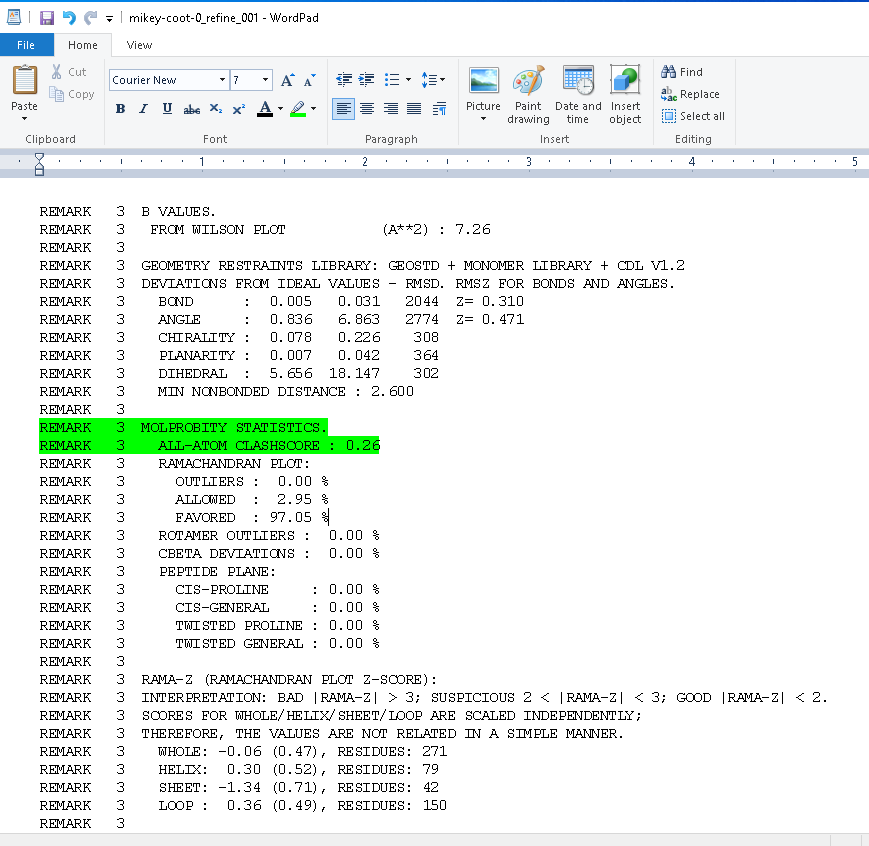 mikey-coot-0_refine_001 - WordPad
File Home View
Paste Cut Copy
Clipboard
Courier New 7
B I U abc X₂ X² A
Font
Paragraph
Picture Paint drawing Date and time Insert object
Insert
Find
Replace
Select all
Editing
1 2 3 4 5
REMARK   3  B VALUES.
REMARK   3   FROM WILSON PLOT           (A**2) : 7.26
REMARK   3
REMARK   3  GEOMETRY RESTRAINTS LIBRARY: GEOSTD + MONOMER LIBRARY + CDL V1.2
REMARK   3  DEVIATIONS FROM IDEAL VALUES - RMSD. RMSZ FOR BONDS AND ANGLES.
REMARK   3    BOND      :  0.005   0.031   2044  Z= 0.310
REMARK   3    ANGLE     :  0.836   6.863   2774  Z= 0.471
REMARK   3    CHIRALITY :  0.078   0.226    308
REMARK   3    PLANARITY :  0.007   0.042    364
REMARK   3    DIHEDRAL  :  5.656  18.147    302
REMARK   3    MIN NONBONDED DISTANCE : 2.600
REMARK   3
REMARK   3  MOLPROBITY STATISTICS.
REMARK   3    ALL-ATOM CLASHSCORE : 0.26
REMARK   3    RAMACHANDRAN PLOT:
REMARK   3      OUTLIERS :  0.00 %
REMARK   3      ALLOWED  :  2.95 %
REMARK   3      FAVORED  : 97.05 %
REMARK   3    ROTAMER OUTLIERS :  0.00 %
REMARK   3    CBETA DEVIATIONS :  0.00 %
REMARK   3    PEPTIDE PLANE:
REMARK   3      CIS-PROLINE     : 0.00 %
REMARK   3      CIS-GENERAL     : 0.00 %
REMARK   3      TWISTED PROLINE : 0.00 %
REMARK   3      TWISTED GENERAL : 0.00 %
REMARK   3
REMARK   3  RAMA-Z (RAMACHANDRAN PLOT Z-SCORE):
REMARK   3  INTERPRETATION: BAD |RAMA-Z| > 3; SUSPICIOUS 2 < |RAMA-Z| < 3; GOOD |RAMA-Z| < 2.
REMARK   3  SCORES FOR WHOLE/HELIX/SHEET/LOOP ARE SCALED INDEPENDENTLY;
REMARK   3  THEREFORE, THE VALUES ARE NOT RELATED IN A SIMPLE MANNER.
REMARK   3    WHOLE: -0.06 (0.47), RESIDUES: 271
REMARK   3    HELIX:  0.30 (0.52), RESIDUES: 79
REMARK   3    SHEET: -1.34 (0.71), RESIDUES: 42
REMARK   3    LOOP :  0.36 (0.49), RESIDUES: 150
REMARK   3